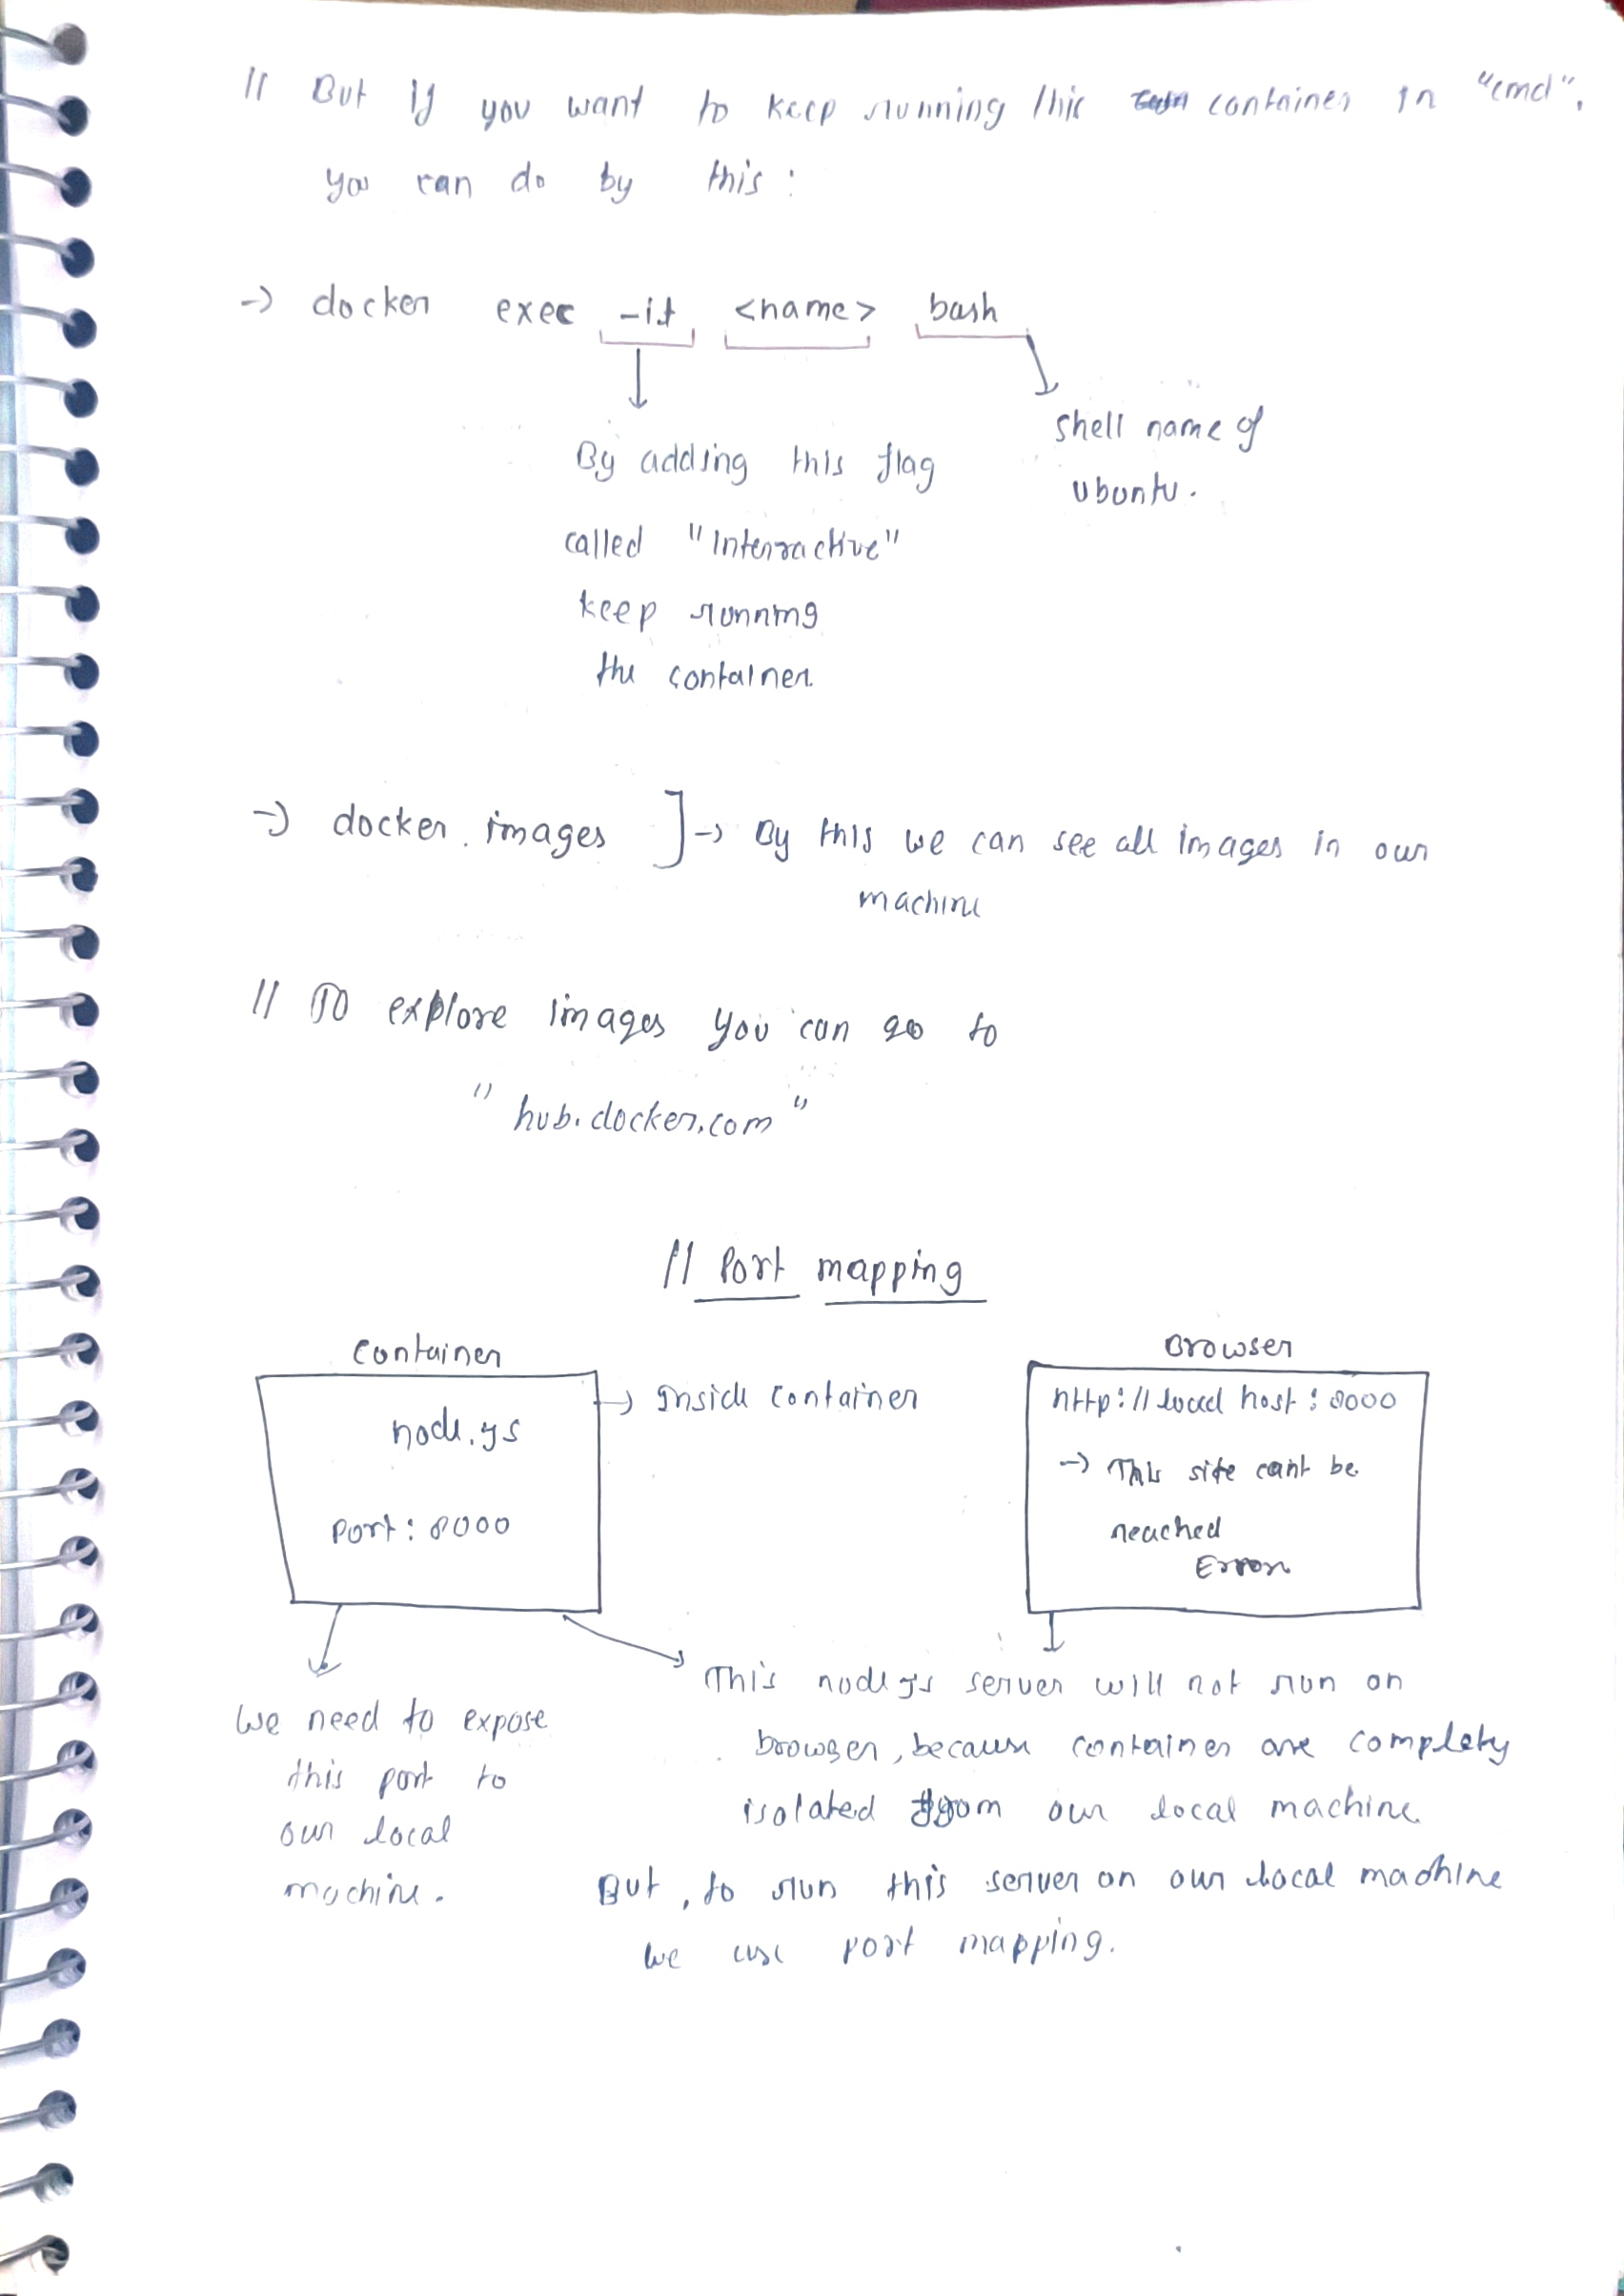 // But if you want to keep running this container in "cmd",
you can do by this :
-> docker exec -it <name> bash
shell name of
ubuntu.
By adding this flag
called "Interactive"
keep running
the container.
-> docker images ] -> By this we can see all images in our
machine
// TO explore images you can go to
" hub.docker.com "
// Port mapping
Container
node.js
Port : 8000
-> Inside container
Browser
http://local host : 8000
-> This site can't be
reached
Error
We need to expose
this port to
our local
machine.
This node js server will not run on
browser, because container are complety
isolated from our local machine.
But, to run this server on our local machine
we use port mapping.